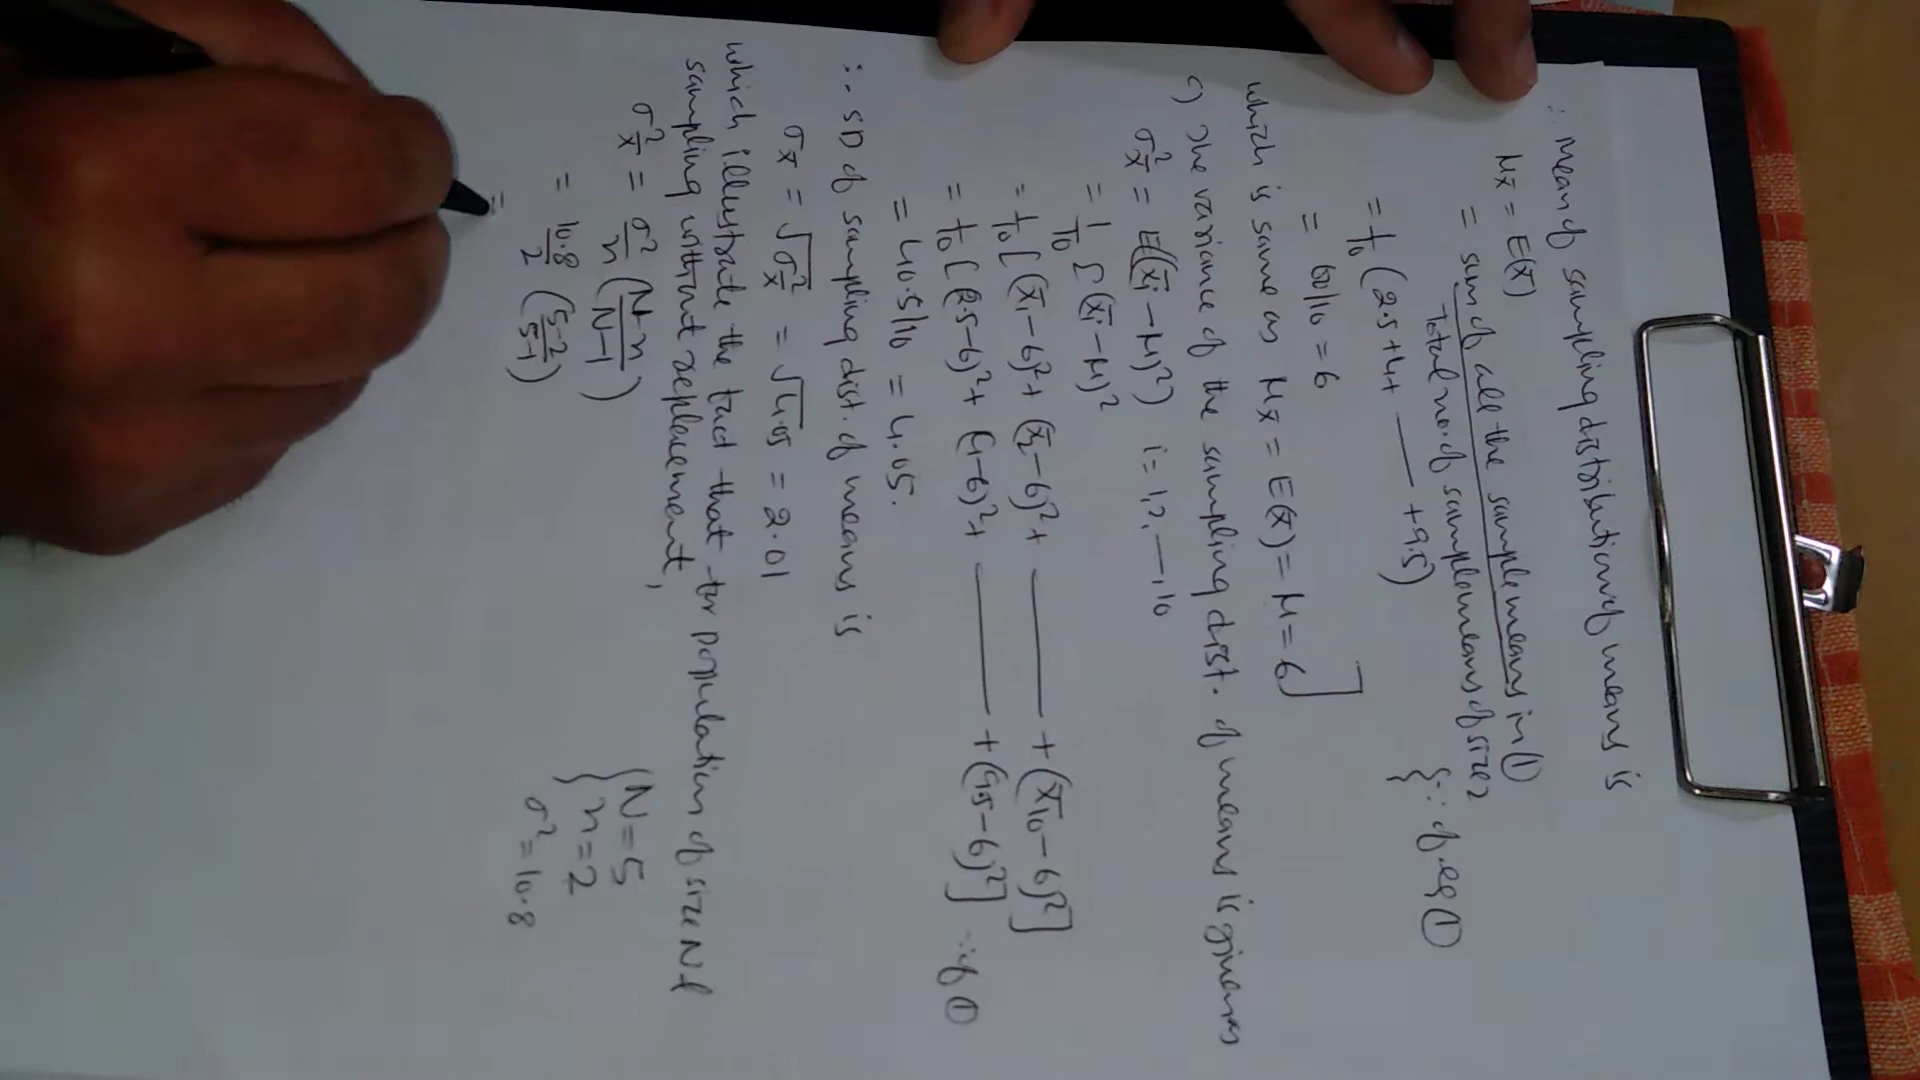 ∴ mean of sampling distribution of means is
μx̄ = E(x̄)
= sum of all the sample means in ①
Total no. of sample means of size 2
{∵ of eq ①
= 1/10 (2.5+4+ —— +9.5)
= 60/10 = 6
which is same as μx̄ = E(x̄) = μ = 6]
c) The variance of the sampling dist. of means is given as
σ²x̄ = E((x̄i - μ)²) i = 1, 2, —, 10
= 1/10 Σ (x̄i - μ)²
= 1/10 [(x̄1 - 6)² + (x̄2 - 6)² + —— + (x̄10 - 6)²]
= 1/10 [(2.5-6)² + (4-6)² + —— + (9.5-6)²] ∵ of ①
= 40.5/10 = 4.05.
∴ SD of sampling dist. of means is
σx̄ = √σ²x̄ = √4.05 = 2.01
which illustrate the fact that for population of size N &
sampling without replacement,
σ²x̄ = σ²/n (N-n/N-1)
{N = 5
n = 2
σ² = 10.8
= 10.8/2 (5-2/5-1)
=